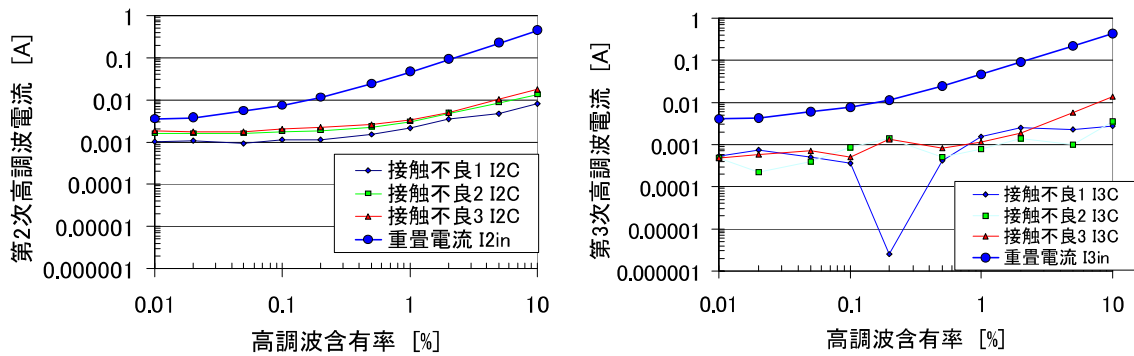 第2次高調波電流 [A]
1
0.1
0.01
0.001
0.0001
0.00001
0.000001
0.01
0.1
1
10
高調波含有率 [%]
接触不良1 I2C
接触不良2 I2C
接触不良3 I2C
重畳電流 I2in
第3次高調波電流 [A]
1
0.1
0.01
0.001
0.0001
0.00001
0.000001
0.01
0.1
1
10
高調波含有率 [%]
接触不良1 I3C
接触不良2 I3C
接触不良3 I3C
重畳電流 I3in